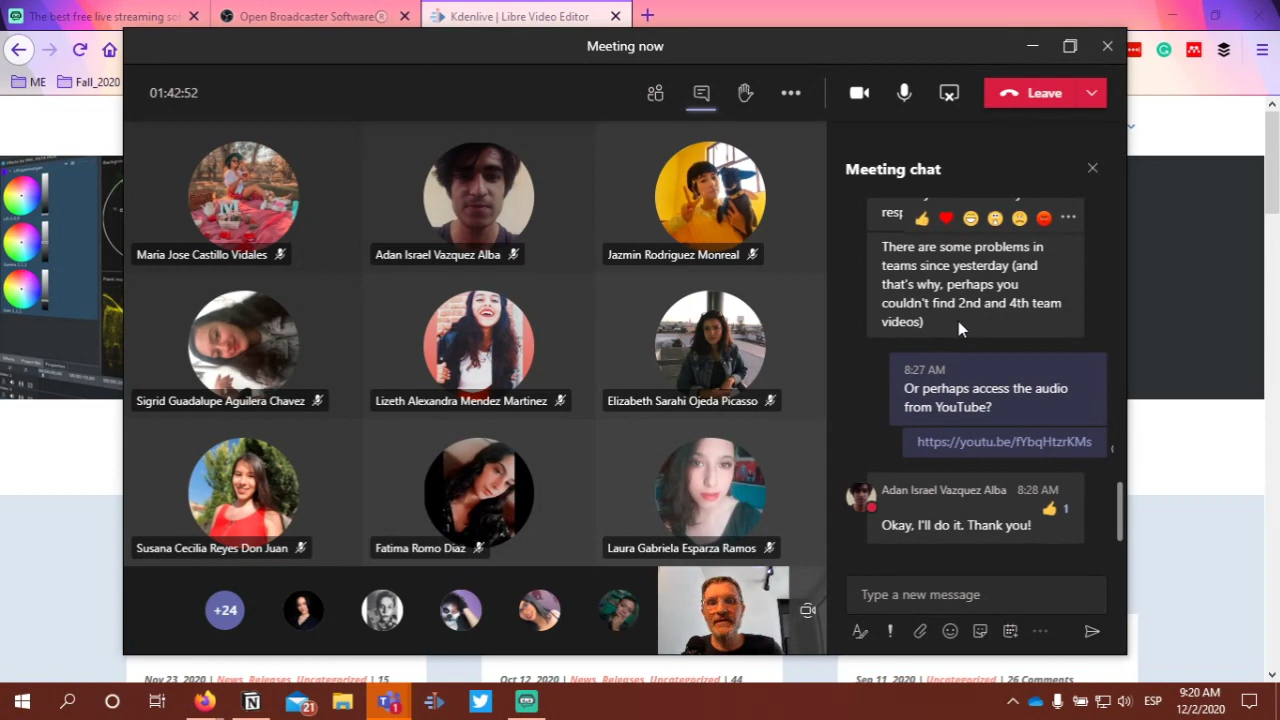 The best free live streaming so
Open Broadcaster Software®
Kdenlive | Libre Video Editor
ME
Fall_2020
Meeting now
01:42:52
Leave
Maria Jose Castillo Vidales
Adan Israel Vazquez Alba
Jazmin Rodriguez Monreal
Sigrid Guadalupe Aguilera Chavez
Lizeth Alexandra Mendez Martinez
Elizabeth Sarahi Ojeda Picasso
Susana Cecilia Reyes Don Juan
Fatima Romo Diaz
Laura Gabriela Esparza Ramos
+24
Meeting chat
There are some problems in
teams since yesterday (and
that's why, perhaps you
couldn't find 2nd and 4th team
videos)
8:27 AM
Or perhaps access the audio
from YouTube?
https://youtu.be/fYbqHtzrKMs
Adan Israel Vazquez Alba 8:28 AM
1
Okay, I'll do it. Thank you!
Type a new message
Nov 23, 2020 | News, Releases, Uncategorized | 15
Oct 12, 2020 | News, Releases, Uncategorized | 44
Sep 11, 2020 | Uncategorized | 26 Comments
21
1
ESP
9:20 AM
12/2/2020